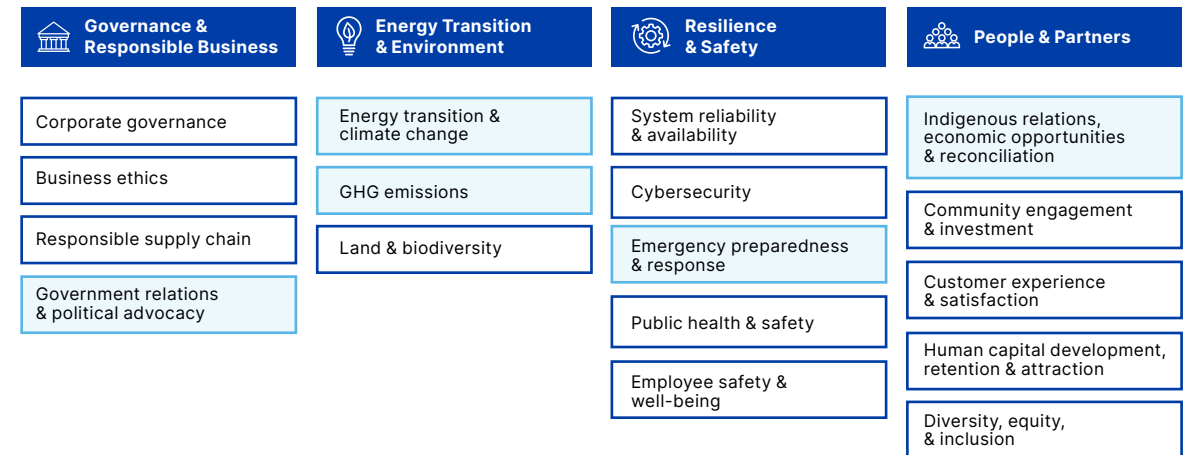 Governance &
Responsible Business
Corporate governance
Business ethics
Responsible supply chain
Government relations
& political advocacy
Energy Transition
& Environment
Energy transition &
climate change
GHG emissions
Land & biodiversity
Resilience
& Safety
System reliability
& availability
Cybersecurity
Emergency preparedness
& response
Public health & safety
Employee safety &
well-being
People & Partners
Indigenous relations,
economic opportunities
& reconciliation
Community engagement
& investment
Customer experience
& satisfaction
Human capital development,
retention & attraction
Diversity, equity,
& inclusion